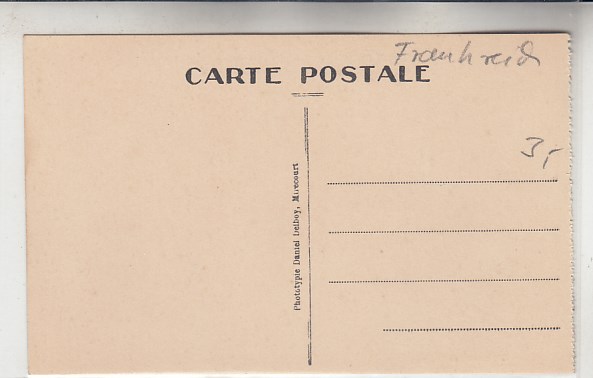 Frankreich
CARTE POSTALE
3,-
Phototypie Daniel Delboy, Mirecourt